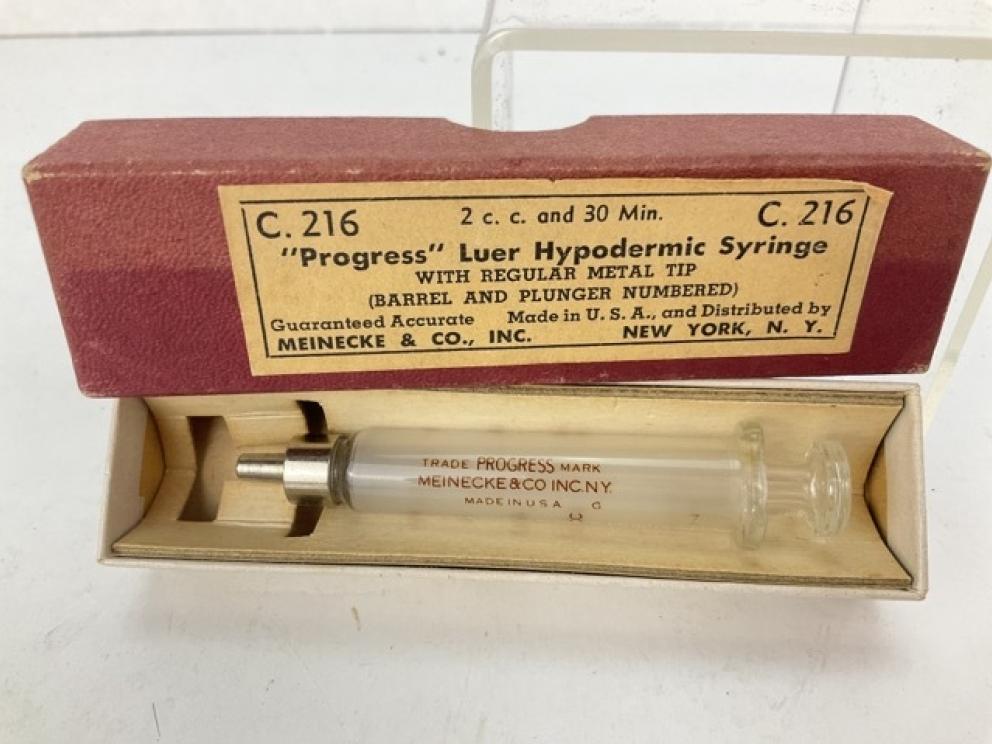 C. 216 2 c. c. and 30 Min. C. 216
"Progress" Luer Hypodermic Syringe
WITH REGULAR METAL TIP
(BARREL AND PLUNGER NUMBERED)
Guaranteed Accurate Made in U. S. A., and Distributed by
MEINECKE & CO., INC. NEW YORK, N. Y.
TRADE PROGRESS MARK
MEINECKE & CO INC. N.Y.
MADE IN U S A G